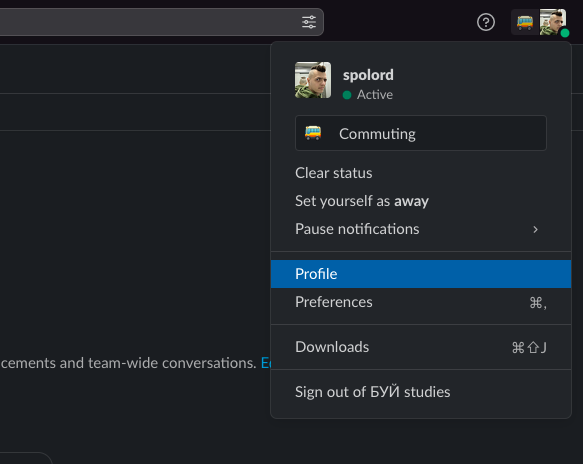 spolord
Active
Commuting
Clear status
Set yourself as away
Pause notifications
Profile
Preferences ⌘,
Downloads ⌘⇧J
cements and team-wide conversations.
Sign out of БУЙ studies